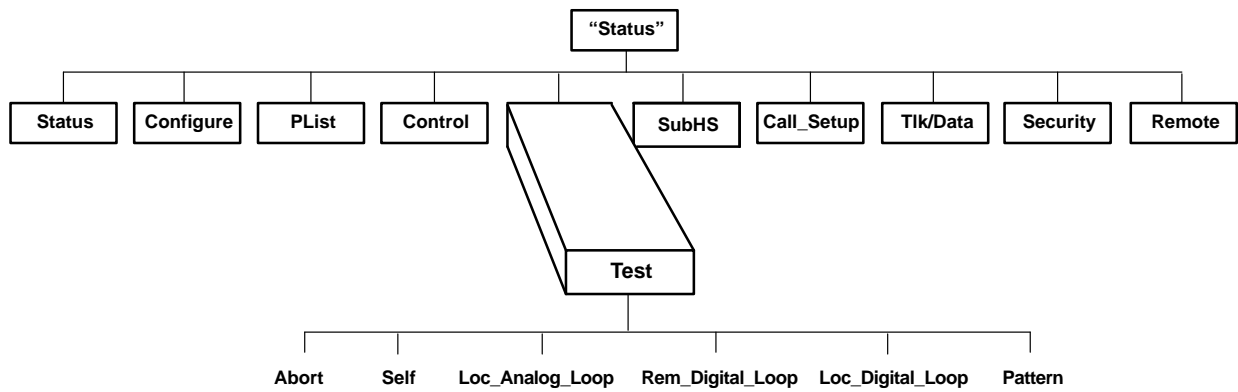 “Status”
Status Configure PList Control SubHS Call_Setup Tlk/Data Security Remote
Test
Abort Self Loc_Analog_Loop Rem_Digital_Loop Loc_Digital_Loop Pattern